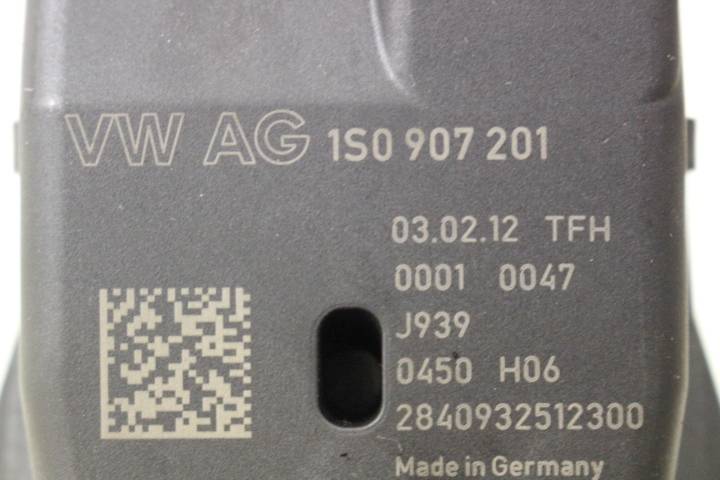 VW AG 1S0 907 201
03.02.12 TFH
0001 0047
J939
0450 H06
2840932512300
Made in Germany